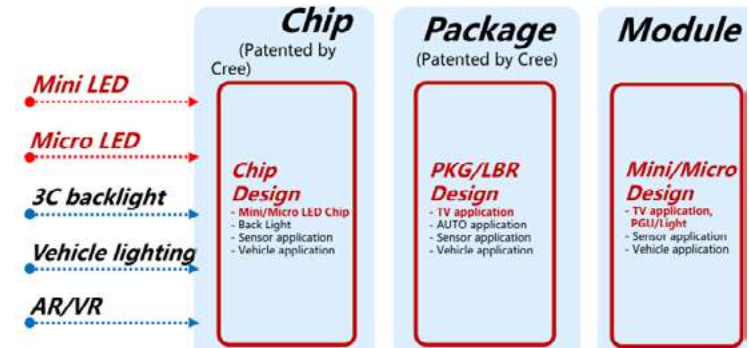 Chip
(Patented by
Cree)
Package
(Patented by Cree)
Module
Mini LED
Micro LED
3C backlight
Vehicle lighting
AR/VR
Chip
Design
- Mini/Micro LED Chip
- Back Light
- Sensor application
- Vehicle application
PKG/LBR
Design
- TV application
- AUTO application
- Sensor application
- Vehicle application
Mini/Micro
Design
- TV application,
PGU/Light
- Sensor application
- Vehicle application